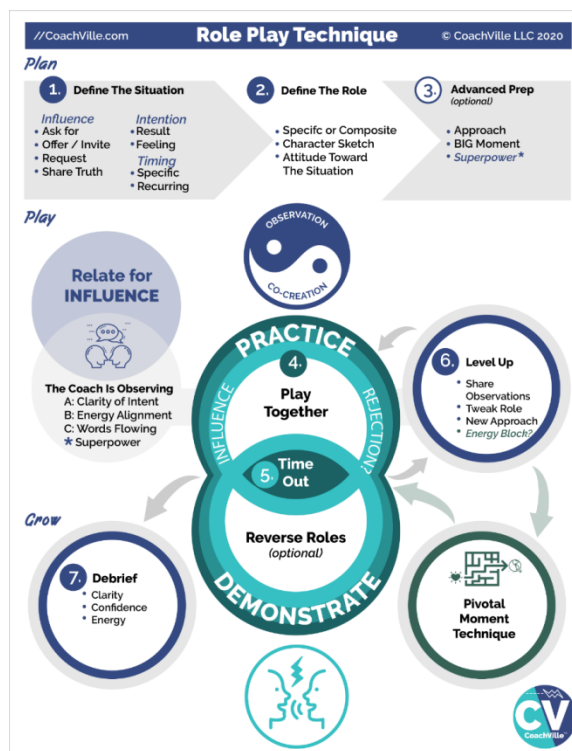 //CoachVille.com
Role Play Technique
© CoachVille LLC 2020
Plan
1. Define The Situation
Influence
• Ask for
• Offer / Invite
• Request
• Share Truth
Intention
• Result
• Feeling
Timing
• Specific
• Recurring
2. Define The Role
• Specifc or Composite
• Character Sketch
• Attitude Toward
The Situation
3. Advanced Prep
(optional)
• Approach
• BIG Moment
• Superpower*
Play
OBSERVATION
CO-CREATION
Relate for
INFLUENCE
The Coach Is Observing
A: Clarity of Intent
B: Energy Alignment
C: Words Flowing
* Superpower
PRACTICE
4.
Play
Together
INFLUENCE
REJECTION?
5. Time
Out
Reverse Roles
(optional)
DEMONSTRATE
6. Level Up
• Share
Observations
• Tweak Role
• New Approach
• Energy Block?
Grow
7. Debrief
• Clarity
• Confidence
• Energy
Pivotal
Moment
Technique
CV
CoachVille